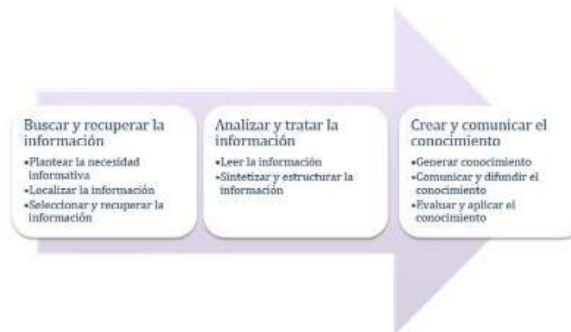 Buscar y recuperar la
información
•Plantear la necesidad
informativa
•Localizar la información
•Seleccionar y recuperar la
información
Analizar y tratar la
información
•Leer la información
•Sintetizar y estructurar la
información
Crear y comunicar el
conocimiento
•Generar conocimiento
•Comunicar y difundir el
conocimiento
•Evaluar y aplicar el
conocimiento